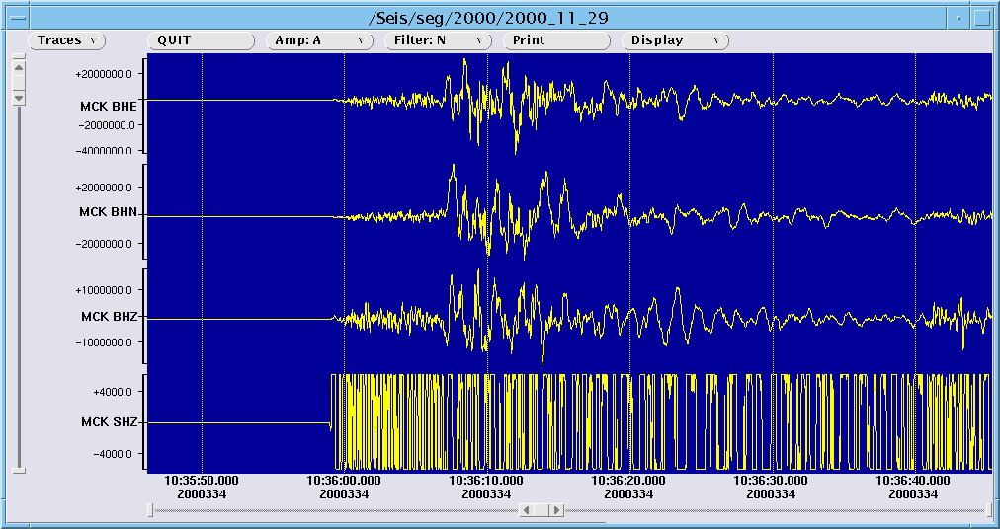 /Seis/seg/2000/2000_11_29
Traces QUIT Amp: A Filter: N Print Display
+2000000.0
MCK BHE
-2000000.0
-4000000.0
+2000000.0
MCK BHN
-2000000.0
+1000000.0
MCK BHZ
-1000000.0
+4000.0
MCK SHZ
-4000.0
10:35:50.000 10:36:00.000 10:36:10.000 10:36:20.000 10:36:30.000 10:36:40.000
2000334 2000334 2000334 2000334 2000334 2000334